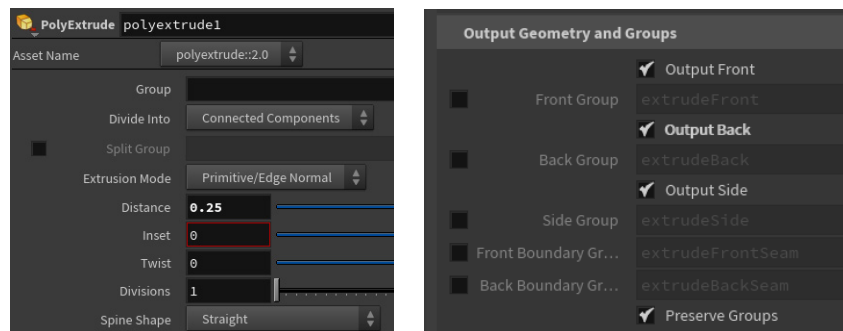 PolyExtrude polyextrude1
Asset Name polyextrude::2.0
Group
Divide Into Connected Components
Split Group
Extrusion Mode Primitive/Edge Normal
Distance 0.25
Inset 0
Twist 0
Divisions 1
Spine Shape Straight
Output Geometry and Groups
Output Front
Front Group extrudeFront
Output Back
Back Group extrudeBack
Output Side
Side Group extrudeSide
Front Boundary Gr... extrudeFrontSeam
Back Boundary Gr... extrudeBackSeam
Preserve Groups